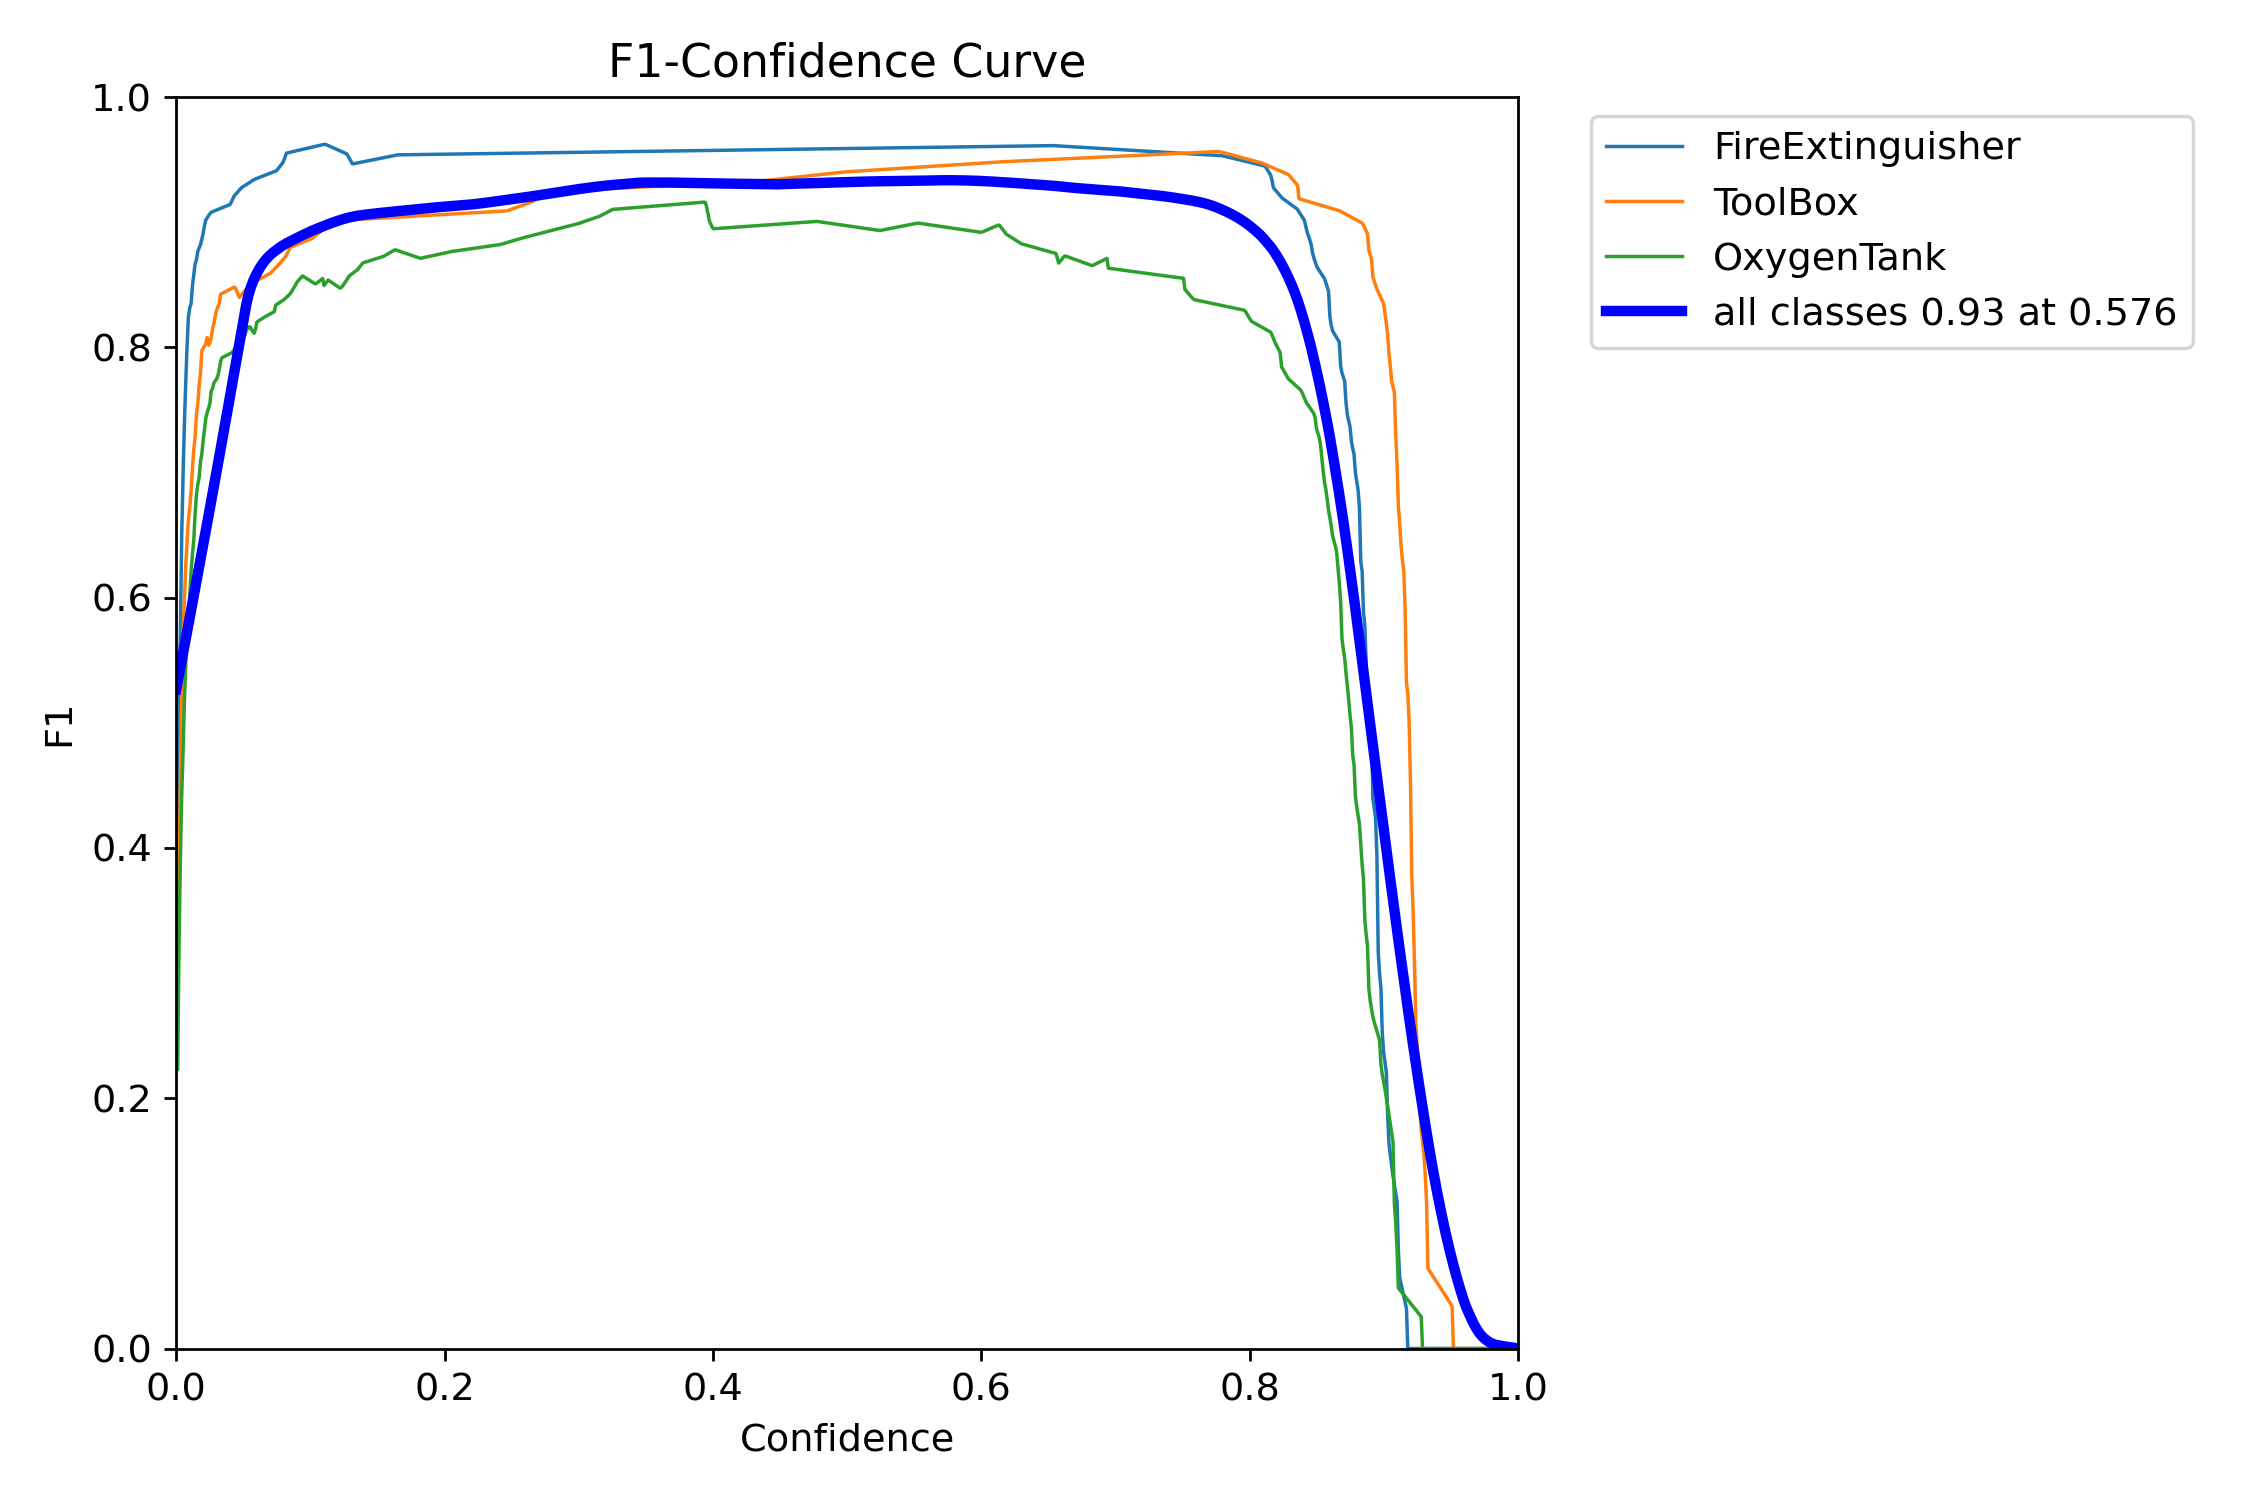 F1-Confidence Curve
1.0
0.8
0.6
0.4
0.2
0.0
F1
0.0 0.2 0.4 0.6 0.8 1.0
Confidence
FireExtinguisher
ToolBox
OxygenTank
all classes 0.93 at 0.576